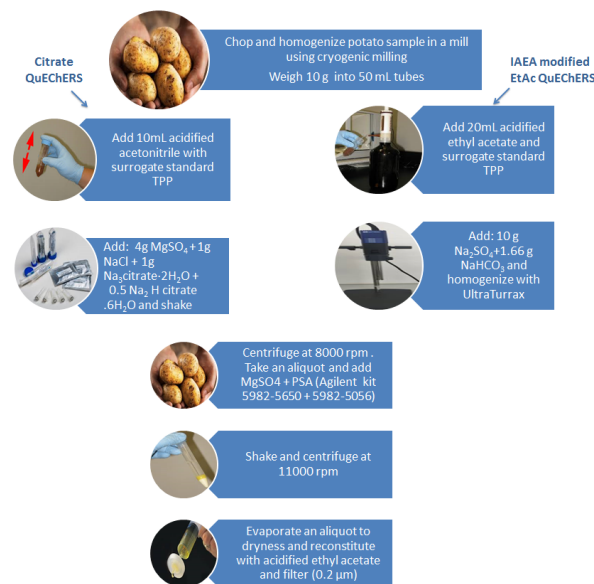 Citrate
QuEChERS
Chop and homogenize potato sample in a mill
using cryogenic milling
Weigh 10 g into 50 mL tubes
IAEA modified
EtAc QuEChERS
Add 10mL acidified
acetonitrile with
surrogate standard
TPP
Add 20mL acidified
ethyl acetate and
surrogate standard
TPP
Add: 4g MgSO₄ + 1g
NaCl + 1g
Na₃citrate·2H₂O +
0.5 Na₂ H citrate
.6H₂O and shake
Add: 10 g
Na₂SO₄+1.66 g
NaHCO₃ and
homogenize with
UltraTurrax
Centrifuge at 8000 rpm .
Take an aliquot and add
MgSO4 + PSA (Agilent kit
5982-5650 + 5982-5056)
Shake and centrifuge at
11000 rpm
Evaporate an aliquot to
dryness and reconstitute
with acidified ethyl acetate
and filter (0.2 µm)